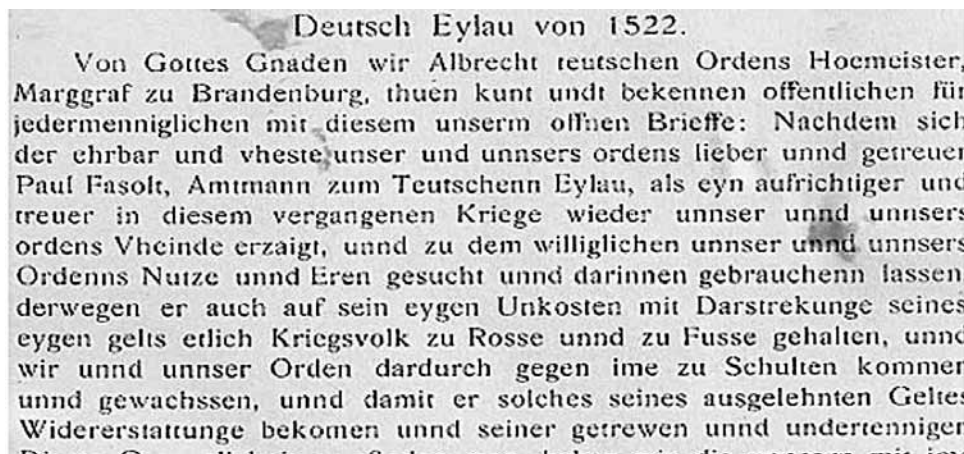 Deutsch Eylau von 1522.
Von Gottes Gnaden wir Albrecht teutschen Ordens Hoemeister,
Marggraf zu Brandenburg, thuen kunt undt bekennen offentlichen für
jedermenniglichen mit diesem unserm offnen Brieffe: Nachdem sich
der ehrbar und vheste unser und unnsers ordens lieber unnd getreuer
Paul Fasolt, Amtmann zum Teutschenn Eylau, als eyn aufrichtiger und
treuer in diesem vergangenen Kriege wieder unnser unnd unnsers
ordens Vheinde erzaigt, unnd zu dem williglichen unnser unnd unnsers
Ordenns Nutze unnd Eren gesucht unnd darinnen gebrauchenn lassen
derwegen er auch auf sein eygen Unkosten mit Darstrekunge seines
eygen gelts etlich Kriegsvolk zu Rosse unnd zu Fusse gehalten, unnd
wir unnd unnser Orden dardurch gegen ime zu Schulten kommen
unnd gewachssen, unnd damit er solches seines ausgelehnten Geltes
Widererstattunge bekomen unnd seiner getrewen unnd undertennigen